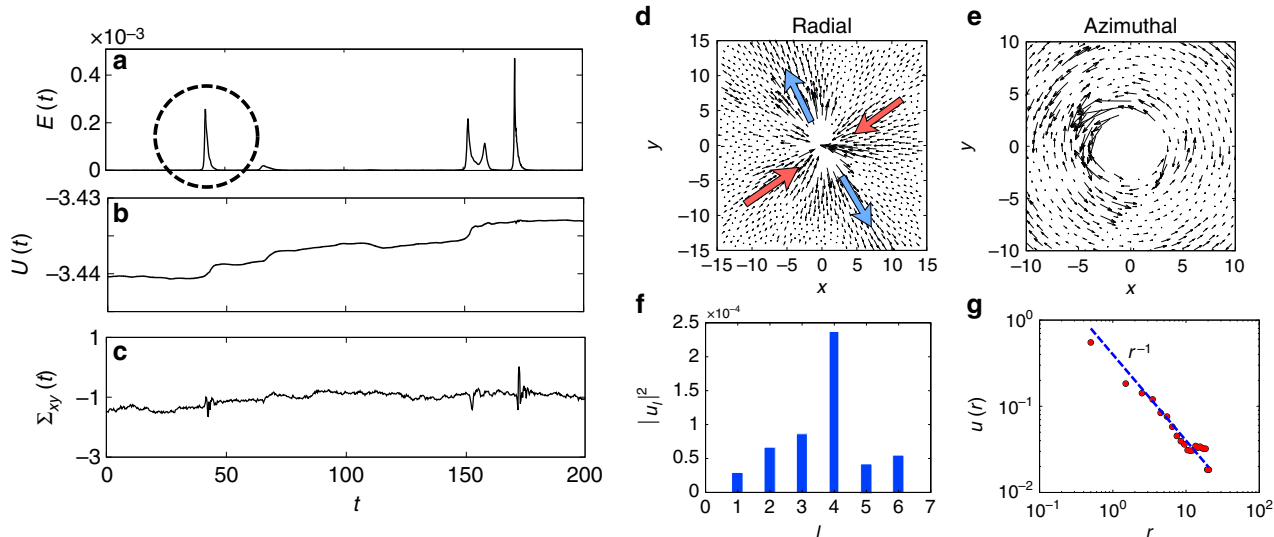 ×10⁻³
a
0.4
0.2
0
E (t)
b
−3.43
−3.44
U (t)
c
1
−1
−3
Σxy (t)
0 50 100 150 200
t
d
Radial
15
10
5
0
−5
−10
−15
y
−15 −10 −5 0 5 10 15
x
e
Azimuthal
10
5
0
−5
−10
y
−10 −5 0 5 10
x
f
×10⁻⁴
2.5
2
1.5
1
0.5
0
|uₗ|²
0 1 2 3 4 5 6 7
l
g
10⁰
10⁻¹
10⁻²
u (r)
r⁻¹
10⁻¹ 10⁰ 10¹ 10²
r